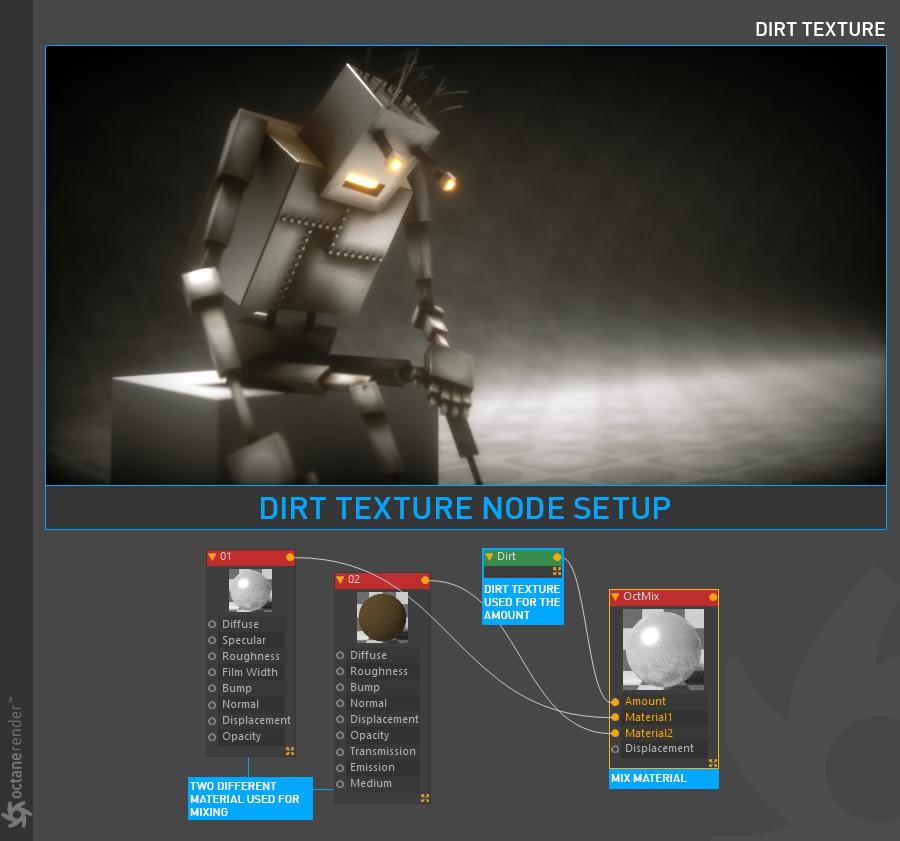 DIRT TEXTURE
DIRT TEXTURE NODE SETUP
01
Diffuse
Specular
Roughness
Film Width
Bump
Normal
Displacement
Opacity
TWO DIFFERENT
MATERIAL USED FOR
MIXING
02
Diffuse
Roughness
Bump
Normal
Displacement
Opacity
Transmission
Emission
Medium
Dirt
DIRT TEXTURE
USED FOR THE
AMOUNT
OctMix
Amount
Material1
Material2
Displacement
MIX MATERIAL
octanerender™